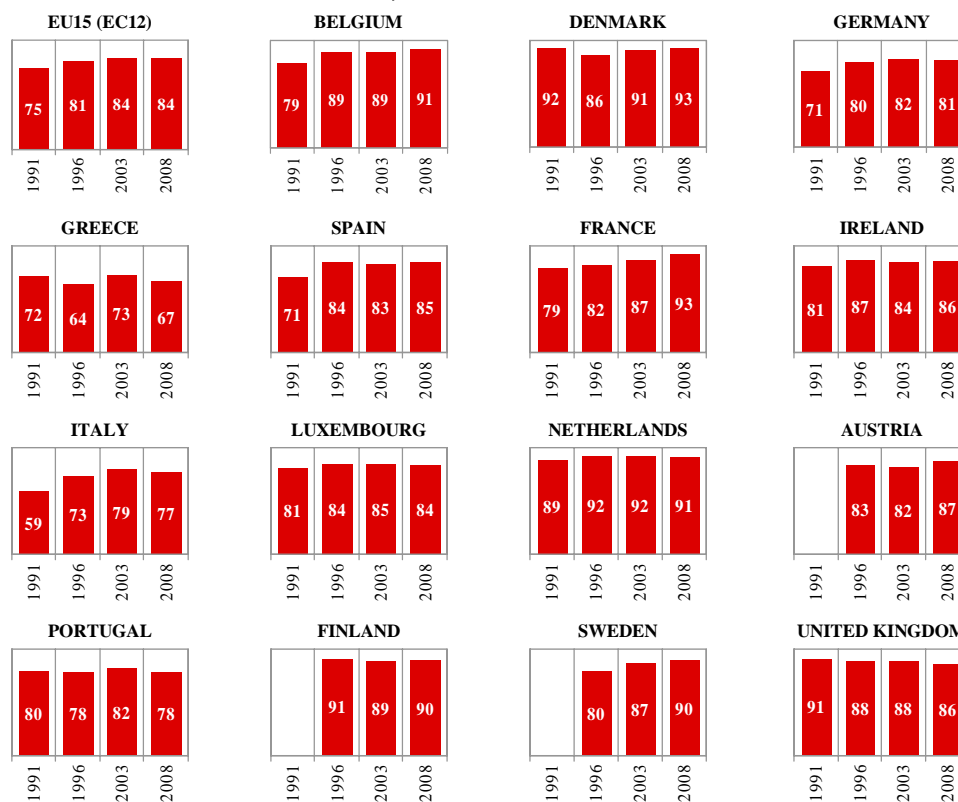 EU15 (EC12) BELGIUM DENMARK GERMANY
75 81 84 84 79 89 89 91 92 86 91 93 71 80 82 81
1991 1996 2003 2008 1991 1996 2003 2008 1991 1996 2003 2008 1991 1996 2003 2008
GREECE SPAIN FRANCE IRELAND
72 64 73 67 71 84 83 85 79 82 87 93 81 87 84 86
1991 1996 2003 2008 1991 1996 2003 2008 1991 1996 2003 2008 1991 1996 2003 2008
ITALY LUXEMBOURG NETHERLANDS AUSTRIA
59 73 79 77 81 84 85 84 89 92 92 91 83 82 87
1991 1996 2003 2008 1991 1996 2003 2008 1991 1996 2003 2008 1991 1996 2003 2008
PORTUGAL FINLAND SWEDEN UNITED KINGDOM
80 78 82 78 91 89 90 80 87 90 91 88 88 86
1991 1996 2003 2008 1991 1996 2003 2008 1991 1996 2003 2008 1991 1996 2003 2008